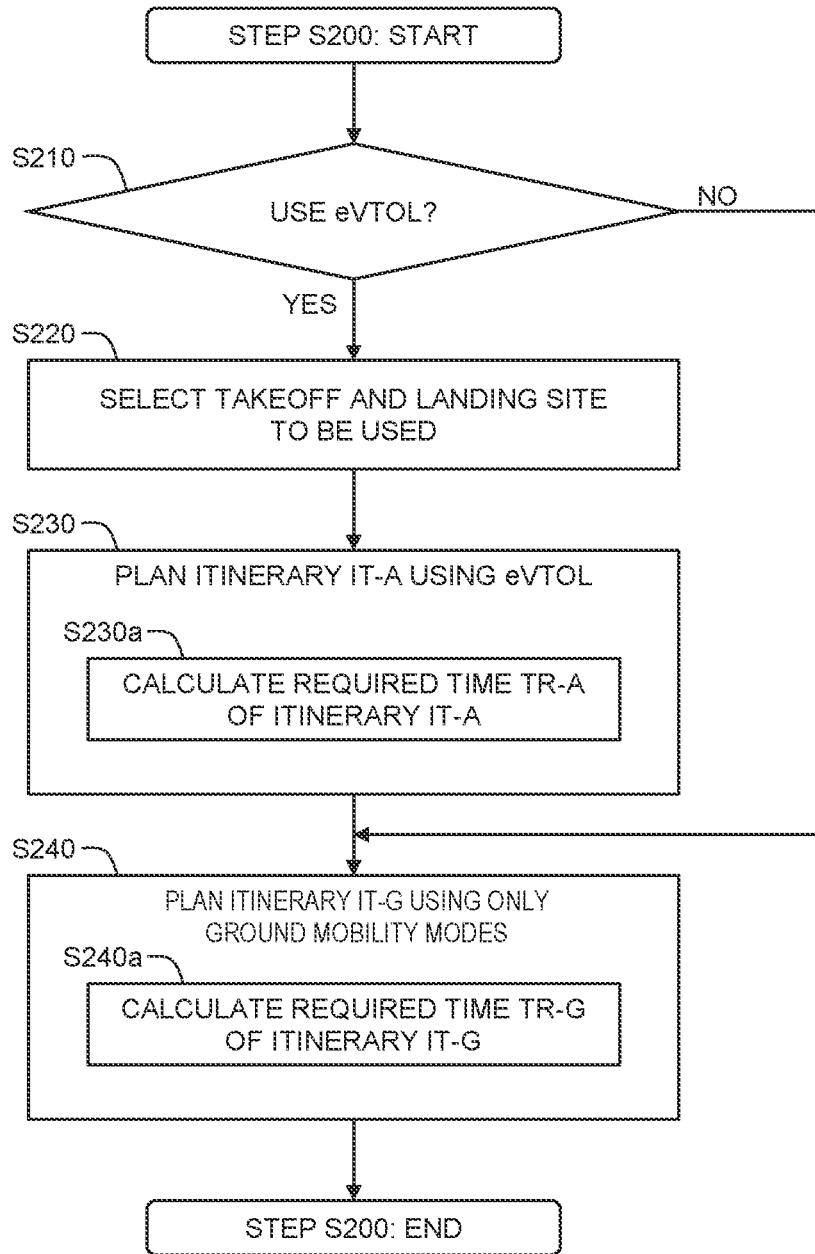 STEP S200: START
S210
USE eVTOL?
NO
YES
S220
SELECT TAKEOFF AND LANDING SITE
TO BE USED
S230
PLAN ITINERARY IT-A USING eVTOL
S230a
CALCULATE REQUIRED TIME TR-A
OF ITINERARY IT-A
S240
PLAN ITINERARY IT-G USING ONLY
GROUND MOBILITY MODES
S240a
CALCULATE REQUIRED TIME TR-G
OF ITINERARY IT-G
STEP S200: END